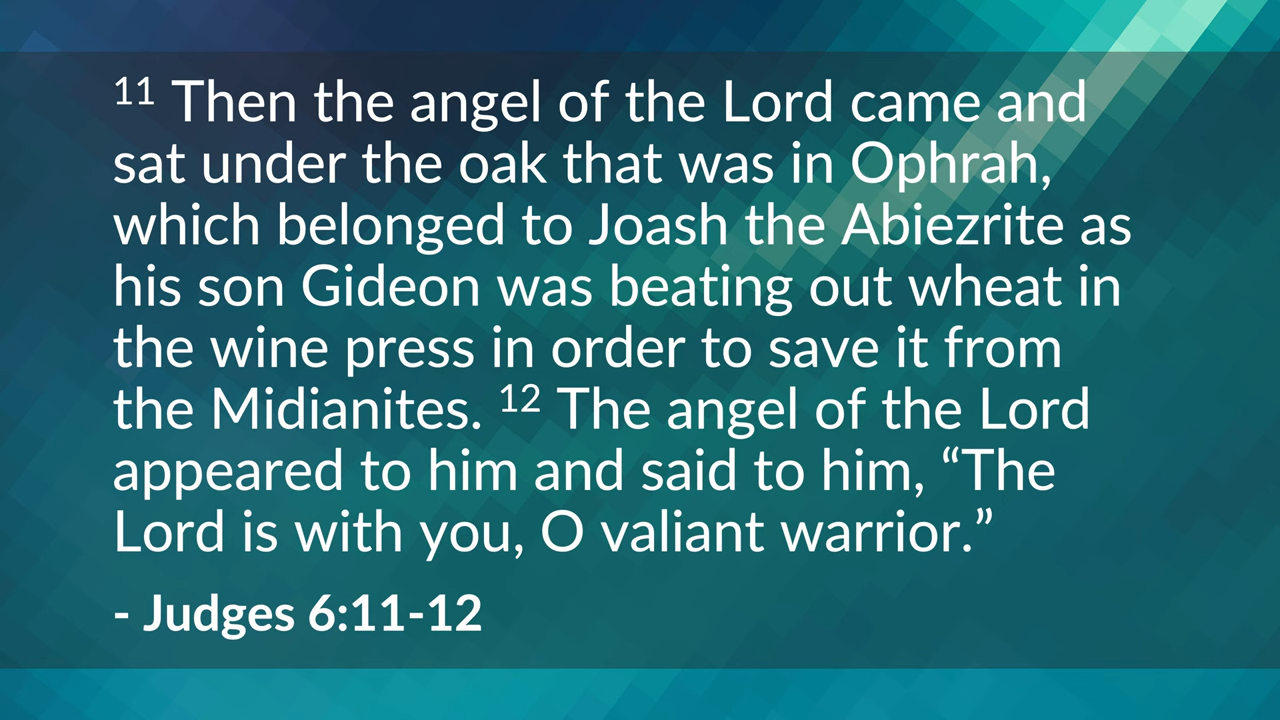 11 Then the angel of the Lord came and
sat under the oak that was in Ophrah,
which belonged to Joash the Abiezrite as
his son Gideon was beating out wheat in
the wine press in order to save it from
the Midianites. 12 The angel of the Lord
appeared to him and said to him, “The
Lord is with you, O valiant warrior.”
- Judges 6:11-12